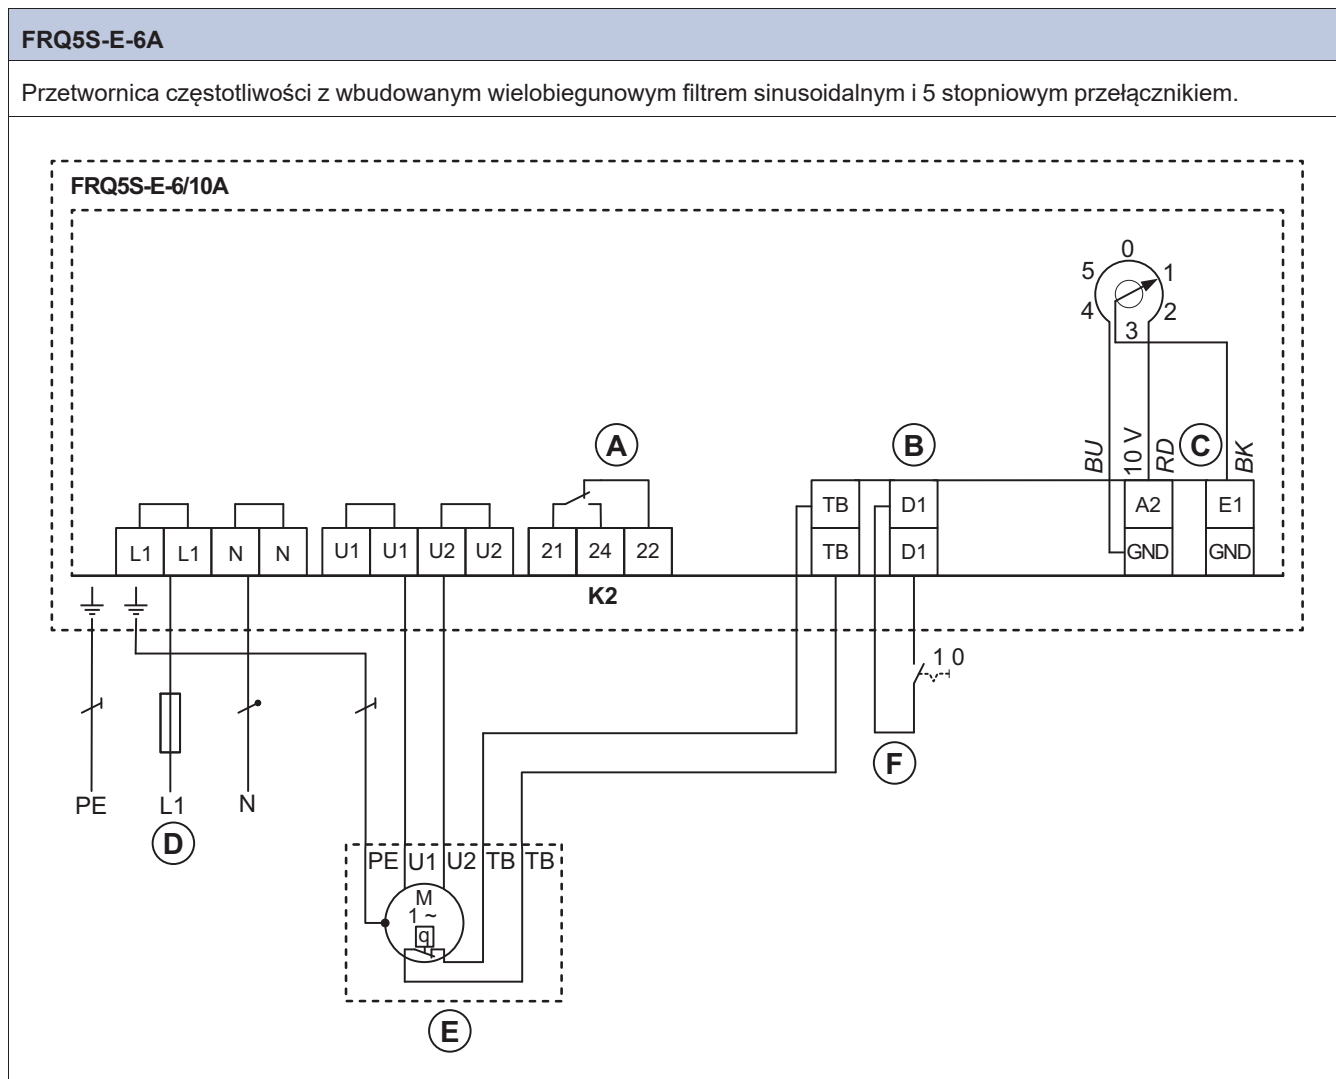 FRQ5S-E-6A
Przetwornica częstotliwości z wbudowanym wielobiegunowym filtrem sinusoidalnym i 5 stopniowym przełącznikiem.
FRQ5S-E-6/10A
0
5 1
4 2
3
A B C
BU 10 V RD BK
TB D1 A2 E1
L1 L1 N N U1 U1 U2 U2 21 24 22 TB D1 GND GND
K2
1 0
F
PE L1 N
D
PE U1 U2 TB TB
M
1 ~
q
E